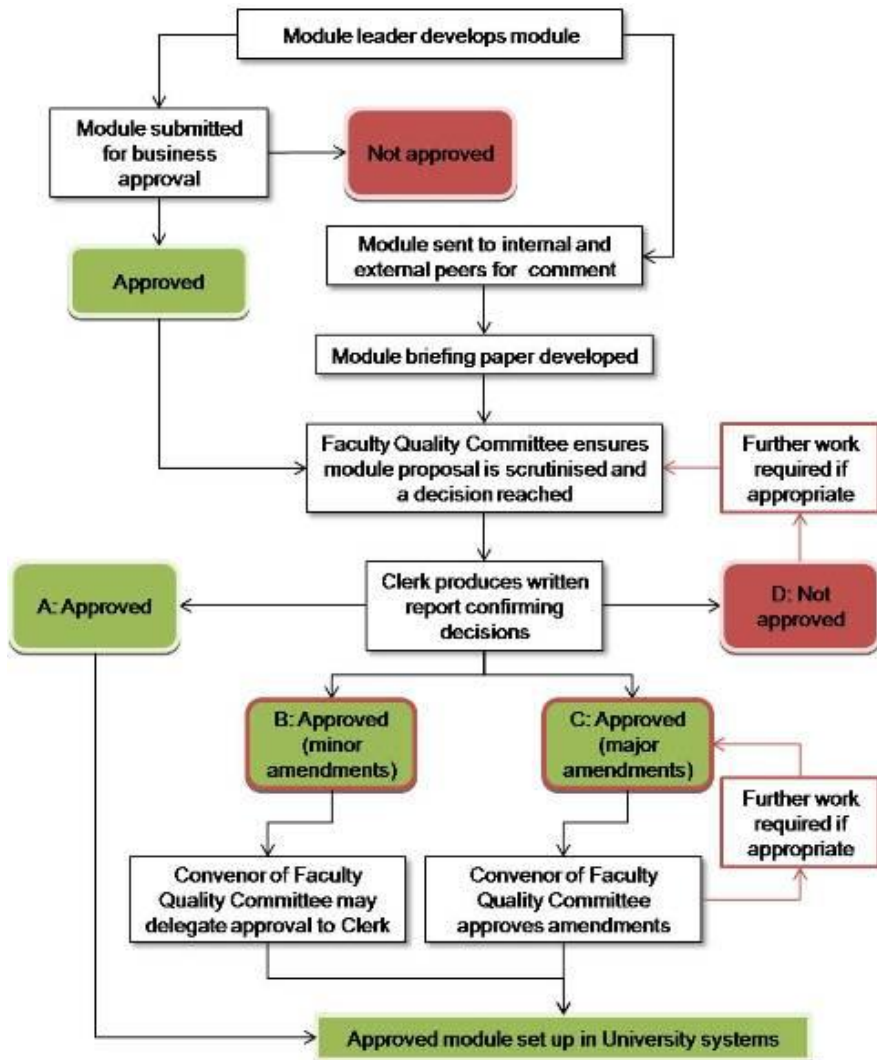 Module leader develops module
Module submitted
for business
approval
Not approved
Module sent to internal and
external peers for comment
Approved
Module briefing paper developed
Faculty Quality Committee ensures
module proposal is scrutinised and
a decision reached
Further work
required if
appropriate
A: Approved
Clerk produces written
report confirming
decisions
D: Not
approved
B: Approved
(minor
amendments)
C: Approved
(major
amendments)
Further work
required if
appropriate
Convenor of Faculty
Quality Committee may
delegate approval to Clerk
Convenor of Faculty
Quality Committee
approves amendments
Approved module set up in University systems